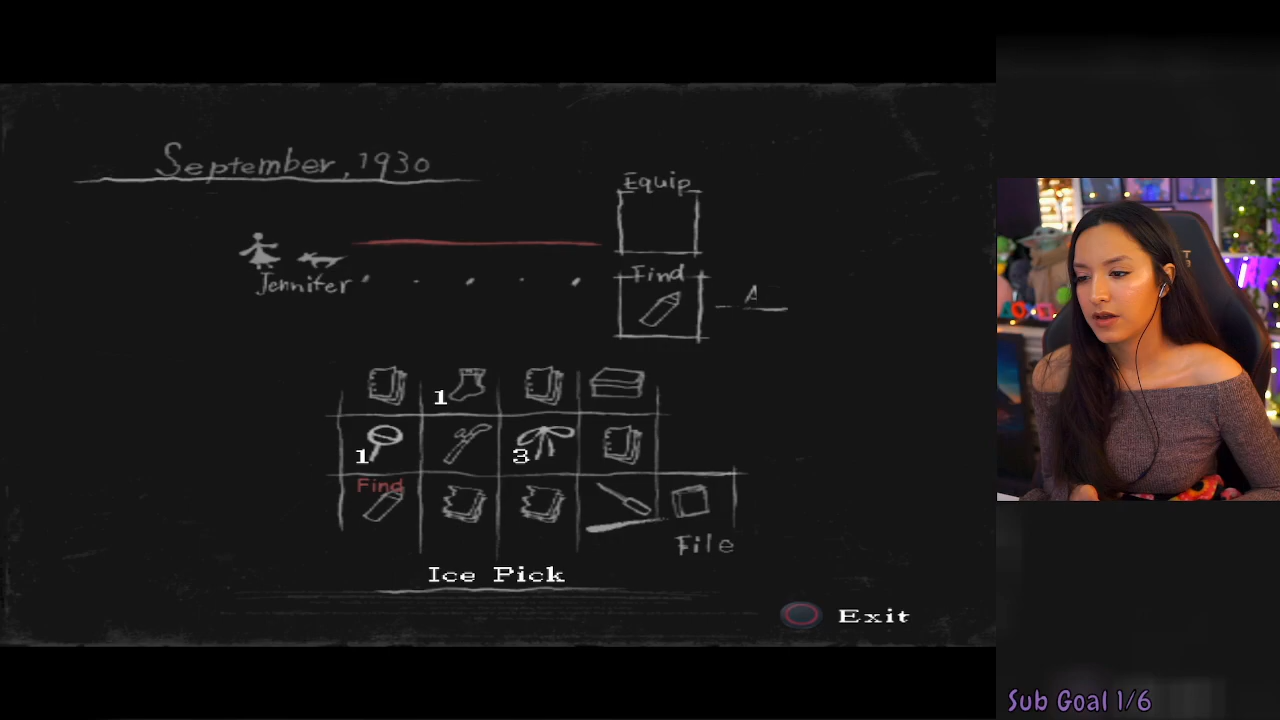 September, 1930
Equip
Jennifer
Find
A
1
1
3
Find
File
Ice Pick
Exit
Sub Goal 1/6